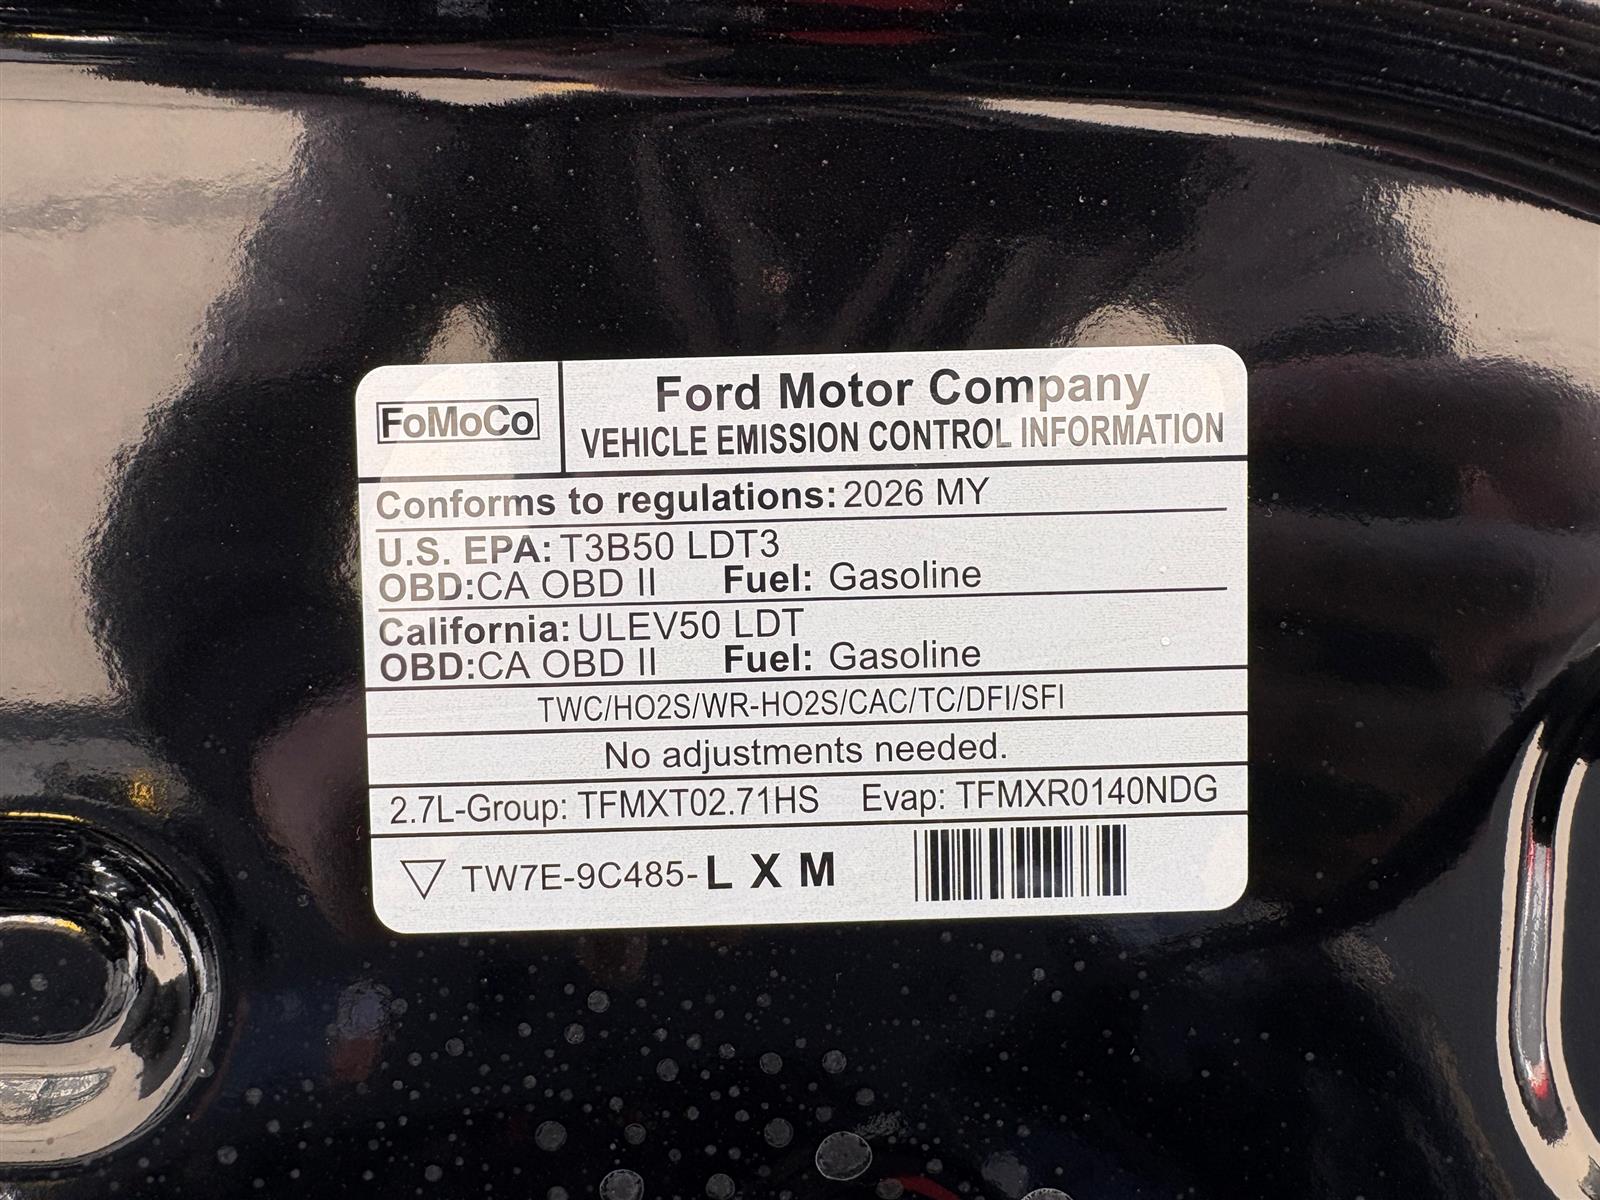 FoMoCo
Ford Motor Company
VEHICLE EMISSION CONTROL INFORMATION
Conforms to regulations: 2026 MY
U.S. EPA: T3B50 LDT3
OBD: CA OBD II Fuel: Gasoline
California: ULEV50 LDT
OBD: CA OBD II Fuel: Gasoline
TWC/HO2S/WR-HO2S/CAC/TC/DFI/SFI
No adjustments needed.
2.7L-Group: TFMXT02.71HS Evap: TFMXR0140NDG
TW7E-9C485-L X M